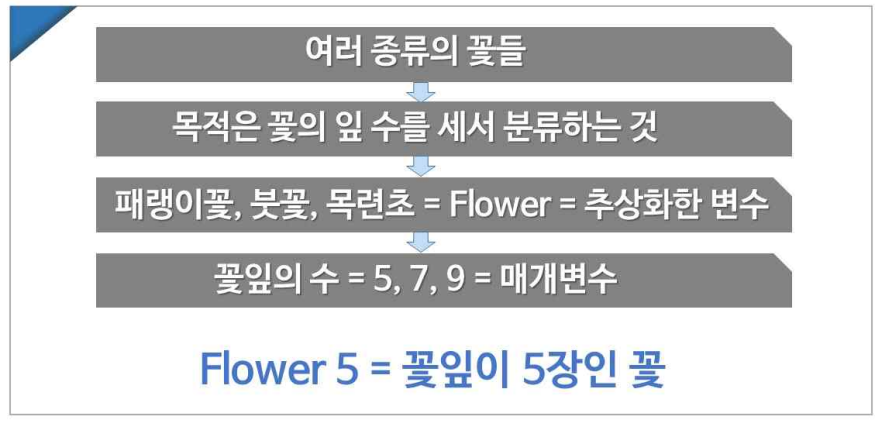 여러 종류의 꽃들
목적은 꽃의 잎 수를 세서 분류하는 것
패랭이꽃, 붓꽃, 목련초 = Flower = 추상화한 변수
꽃잎의 수 = 5, 7, 9 = 매개변수
Flower 5 = 꽃잎이 5장인 꽃